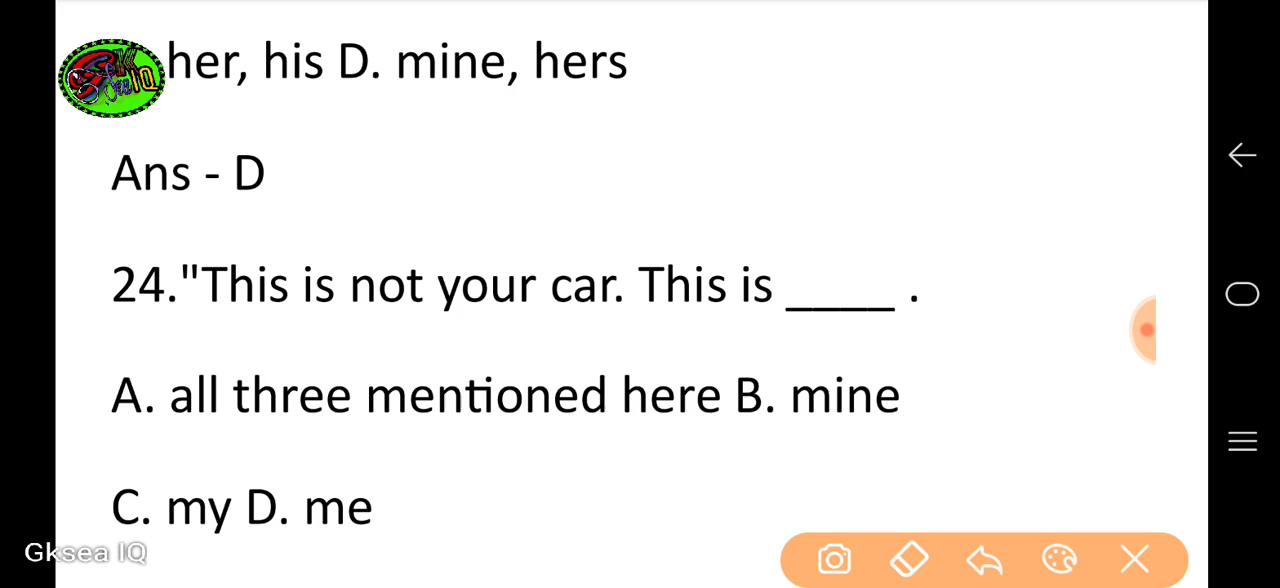 her, his D. mine, hers
Ans - D
24."This is not your car. This is ____ .
A. all three mentioned here B. mine
C. my D. me
Gksea IQ